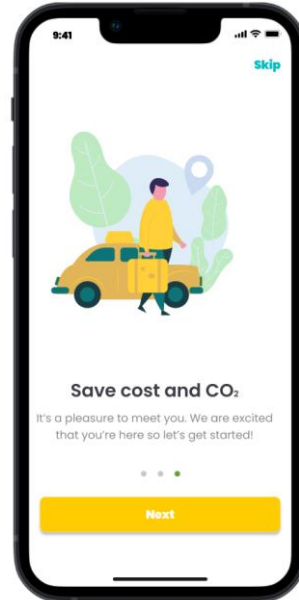 9:41
Skip
Save cost and CO₂
It's a pleasure to meet you. We are excited
that you're here so let's get started!
Next